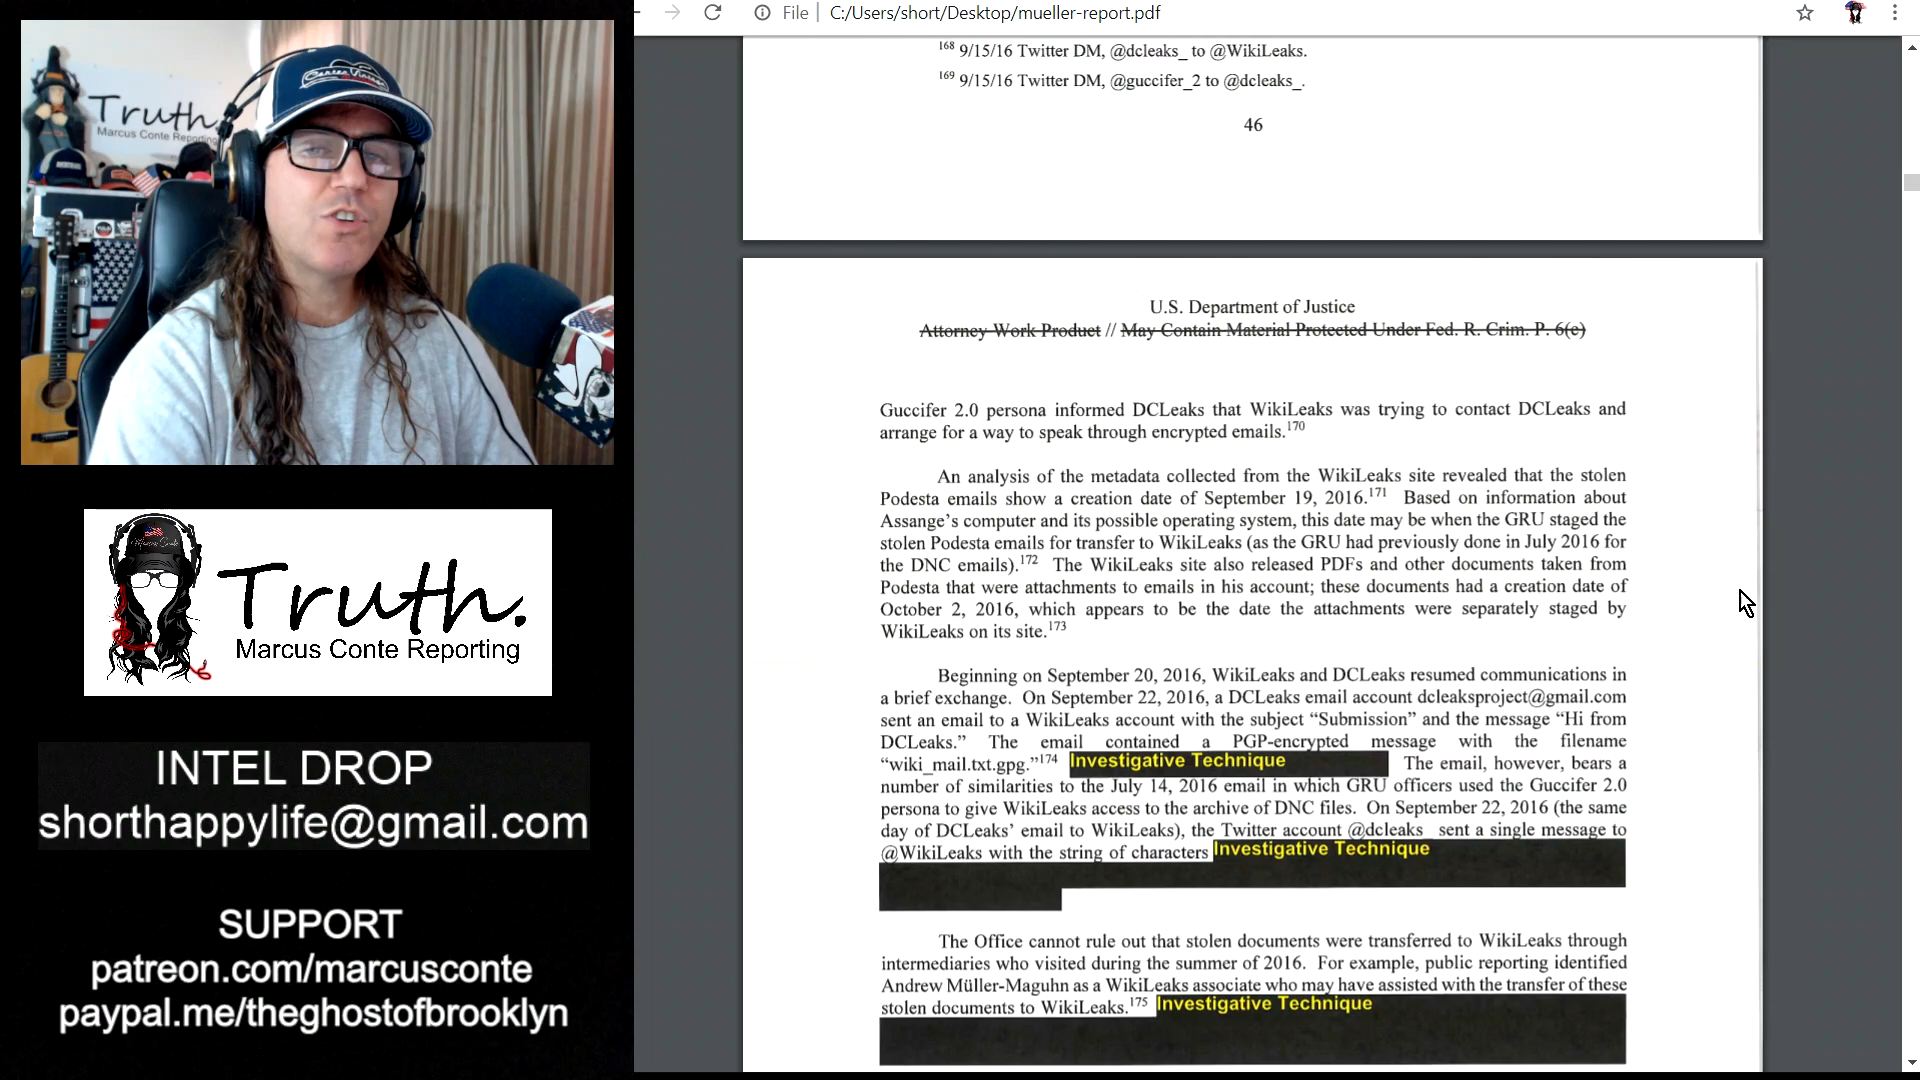 File | C:/Users/short/Desktop/mueller-report.pdf
Truth.
Marcus Conte Reporting
Truth.
Marcus Conte Reporting
INTEL DROP
shorthappylife@gmail.com
SUPPORT
patreon.com/marcusconte
paypal.me/theghostofbrooklyn
168 9/15/16 Twitter DM, @dcleaks_ to @WikiLeaks.
169 9/15/16 Twitter DM, @guccifer_2 to @dcleaks_.
46
U.S. Department of Justice
Attorney Work Product // May Contain Material Protected Under Fed. R. Crim. P. 6(e)
Guccifer 2.0 persona informed DCLeaks that WikiLeaks was trying to contact DCLeaks and
arrange for a way to speak through encrypted emails.170
An analysis of the metadata collected from the WikiLeaks site revealed that the stolen
Podesta emails show a creation date of September 19, 2016.171 Based on information about
Assange's computer and its possible operating system, this date may be when the GRU staged the
stolen Podesta emails for transfer to WikiLeaks (as the GRU had previously done in July 2016 for
the DNC emails).172 The WikiLeaks site also released PDFs and other documents taken from
Podesta that were attachments to emails in his account; these documents had a creation date of
October 2, 2016, which appears to be the date the attachments were separately staged by
WikiLeaks on its site.173
Beginning on September 20, 2016, WikiLeaks and DCLeaks resumed communications in
a brief exchange. On September 22, 2016, a DCLeaks email account dcleaksproject@gmail.com
sent an email to a WikiLeaks account with the subject "Submission" and the message "Hi from
DCLeaks." The email contained a PGP-encrypted message with the filename
"wiki_mail.txt.gpg."174 Investigative Technique The email, however, bears a
number of similarities to the July 14, 2016 email in which GRU officers used the Guccifer 2.0
persona to give WikiLeaks access to the archive of DNC files. On September 22, 2016 (the same
day of DCLeaks' email to WikiLeaks), the Twitter account @dcleaks_ sent a single message to
@WikiLeaks with the string of characters Investigative Technique
The Office cannot rule out that stolen documents were transferred to WikiLeaks through
intermediaries who visited during the summer of 2016. For example, public reporting identified
Andrew Müller-Maguhn as a WikiLeaks associate who may have assisted with the transfer of these
stolen documents to WikiLeaks.175 Investigative Technique